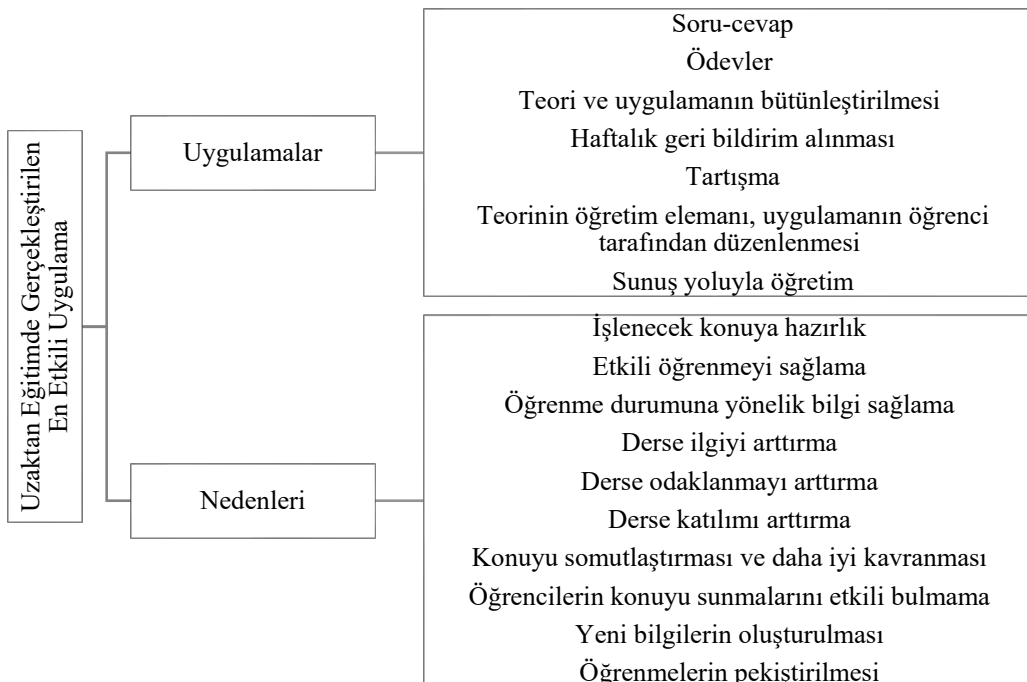 Uzaktan Eğitimde Gerçekleştirilen
En Etkili Uygulama
Uygulamalar
Soru-cevap
Ödevler
Teori ve uygulamanın bütünleştirilmesi
Haftalık geri bildirim alınması
Tartışma
Teorinin öğretim elemanı, uygulamanın öğrenci
tarafından düzenlenmesi
Sunuş yoluyla öğretim
Nedenleri
İşlenecek konuya hazırlık
Etkili öğrenmeyi sağlama
Öğrenme durumuna yönelik bilgi sağlama
Derse ilgiyi arttırma
Derse odaklanmayı arttırma
Derse katılımı arttırma
Konuyu somutlaştırması ve daha iyi kavranması
Öğrencilerin konuyu sunmalarını etkili bulmama
Yeni bilgilerin oluşturulması
Öğrenmelerin pekiştirilmesi